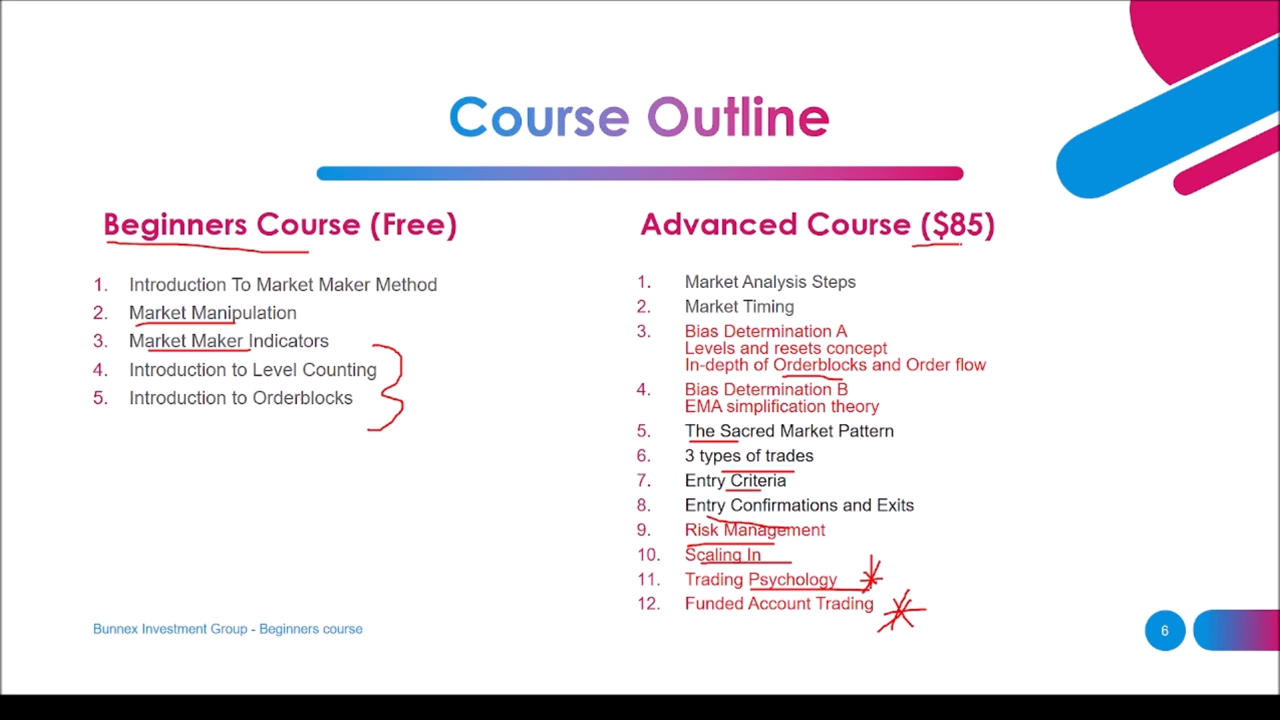 Course Outline
Beginners Course (Free)
1. Introduction To Market Maker Method
2. Market Manipulation
3. Market Maker Indicators
4. Introduction to Level Counting
5. Introduction to Orderblocks
Advanced Course ($85)
1. Market Analysis Steps
2. Market Timing
3. Bias Determination A
Levels and resets concept
In-depth of Orderblocks and Order flow
4. Bias Determination B
EMA simplification theory
5. The Sacred Market Pattern
6. 3 types of trades
7. Entry Criteria
8. Entry Confirmations and Exits
9. Risk Management
10. Scaling In
11. Trading Psychology
12. Funded Account Trading
Bunnex Investment Group - Beginners course
6